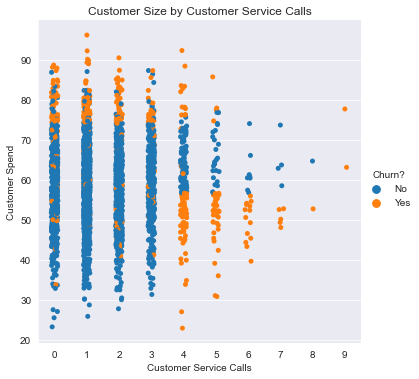 Customer Size by Customer Service Calls
Customer Spend
90
80
70
60
50
40
30
20
0 1 2 3 4 5 6 7 8 9
Customer Service Calls
Churn?
No
Yes